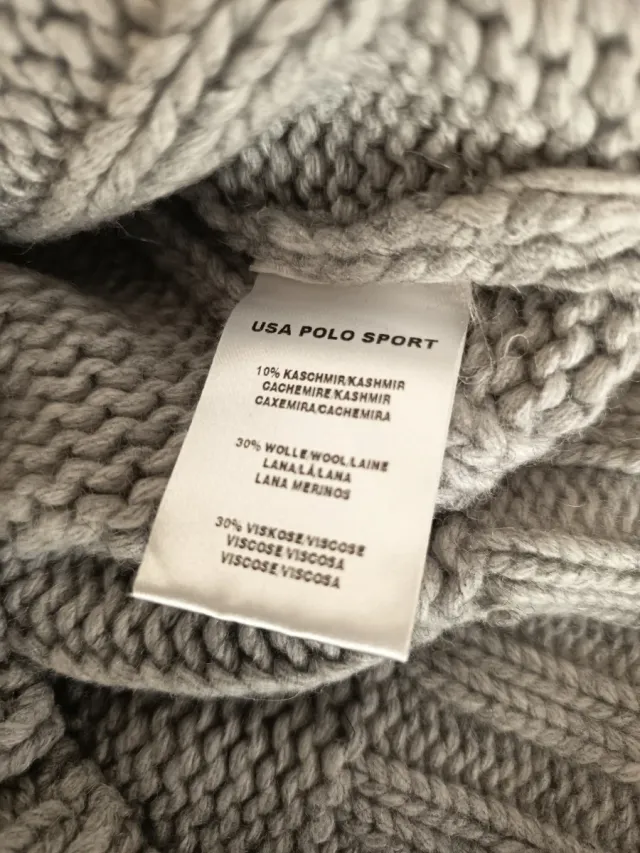 USA POLO SPORT
10% KASCHMIR/KASHMIR
CACHEMIRE/KASHMIR
CAXEMIRA/CACHEMIRA
30% WOLLE/WOOL/LAINE
LANA/LÃ/LANA
LANA MERINOS
30% VISKOSE/VISCOSE
VISCOSE/VISCOSA
VISCOSE/VISCOSA